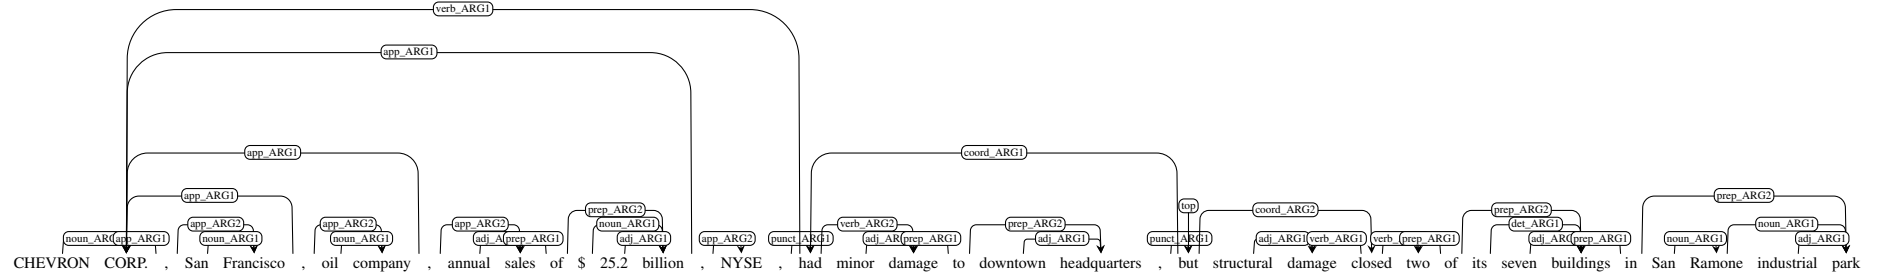 verb_ARG1
app_ARG1
app_ARG1 coord_ARG1
app_ARG1 prep_ARG2
prep_ARG2 top coord_ARG2 prep_ARG2
app_ARG2 app_ARG2 app_ARG2 noun_ARG1 verb_ARG2 prep_ARG2 det_ARG1 noun_ARG1
app_ARG1 noun_ARG1 noun_ARG1 prep_ARG1 adj_ARG1 app_ARG2 punct_ARG1 prep_ARG1 adj_ARG1 punct_ARG1 adj_ARG1 verb_ARG1 prep_ARG1 prep_ARG1 noun_ARG1 adj_ARG1
CHEVRON CORP. , San Francisco , oil company , annual sales of $ 25.2 billion , NYSE , had minor damage to downtown headquarters , but structural damage closed two of its seven buildings in San Ramone industrial park